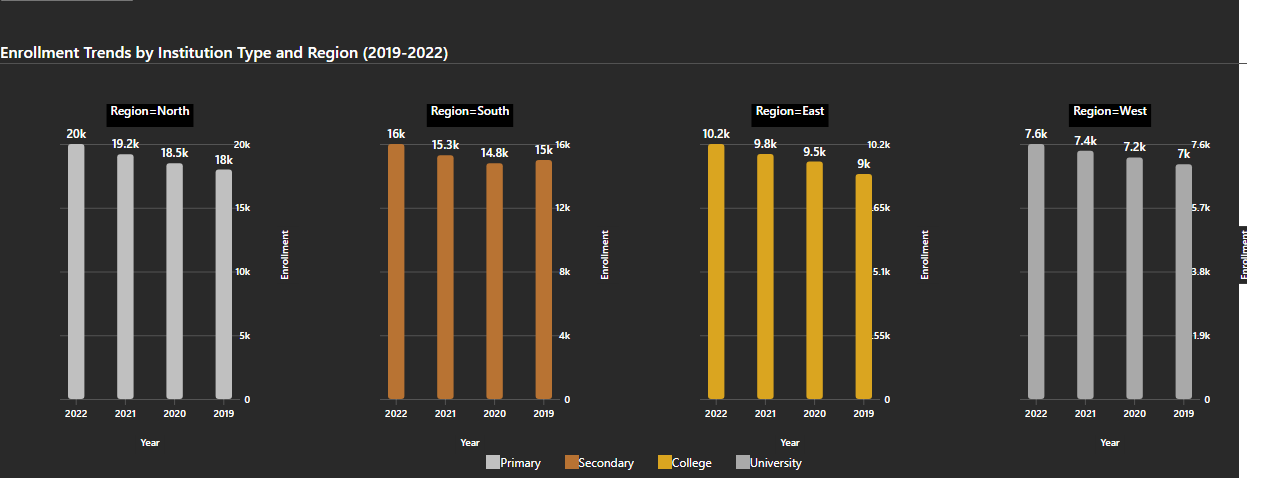 Enrollment Trends by Institution Type and Region (2019-2022)
Region=North
20k
19.2k
18.5k
18k
20k
15k
10k
5k
0
2022 2021 2020 2019
Year
Enrollment
Region=South
16k
15.3k
14.8k
15k
16k
12k
8k
4k
0
2022 2021 2020 2019
Year
Enrollment
Region=East
10.2k
9.8k
9.5k
9k
10.2k
.65k
5.1k
.55k
0
2022 2021 2020 2019
Year
Enrollment
Region=West
7.6k
7.4k
7.2k
7k
7.6k
5.7k
3.8k
1.9k
0
2022 2021 2020 2019
Year
Enrollment
Primary Secondary College University